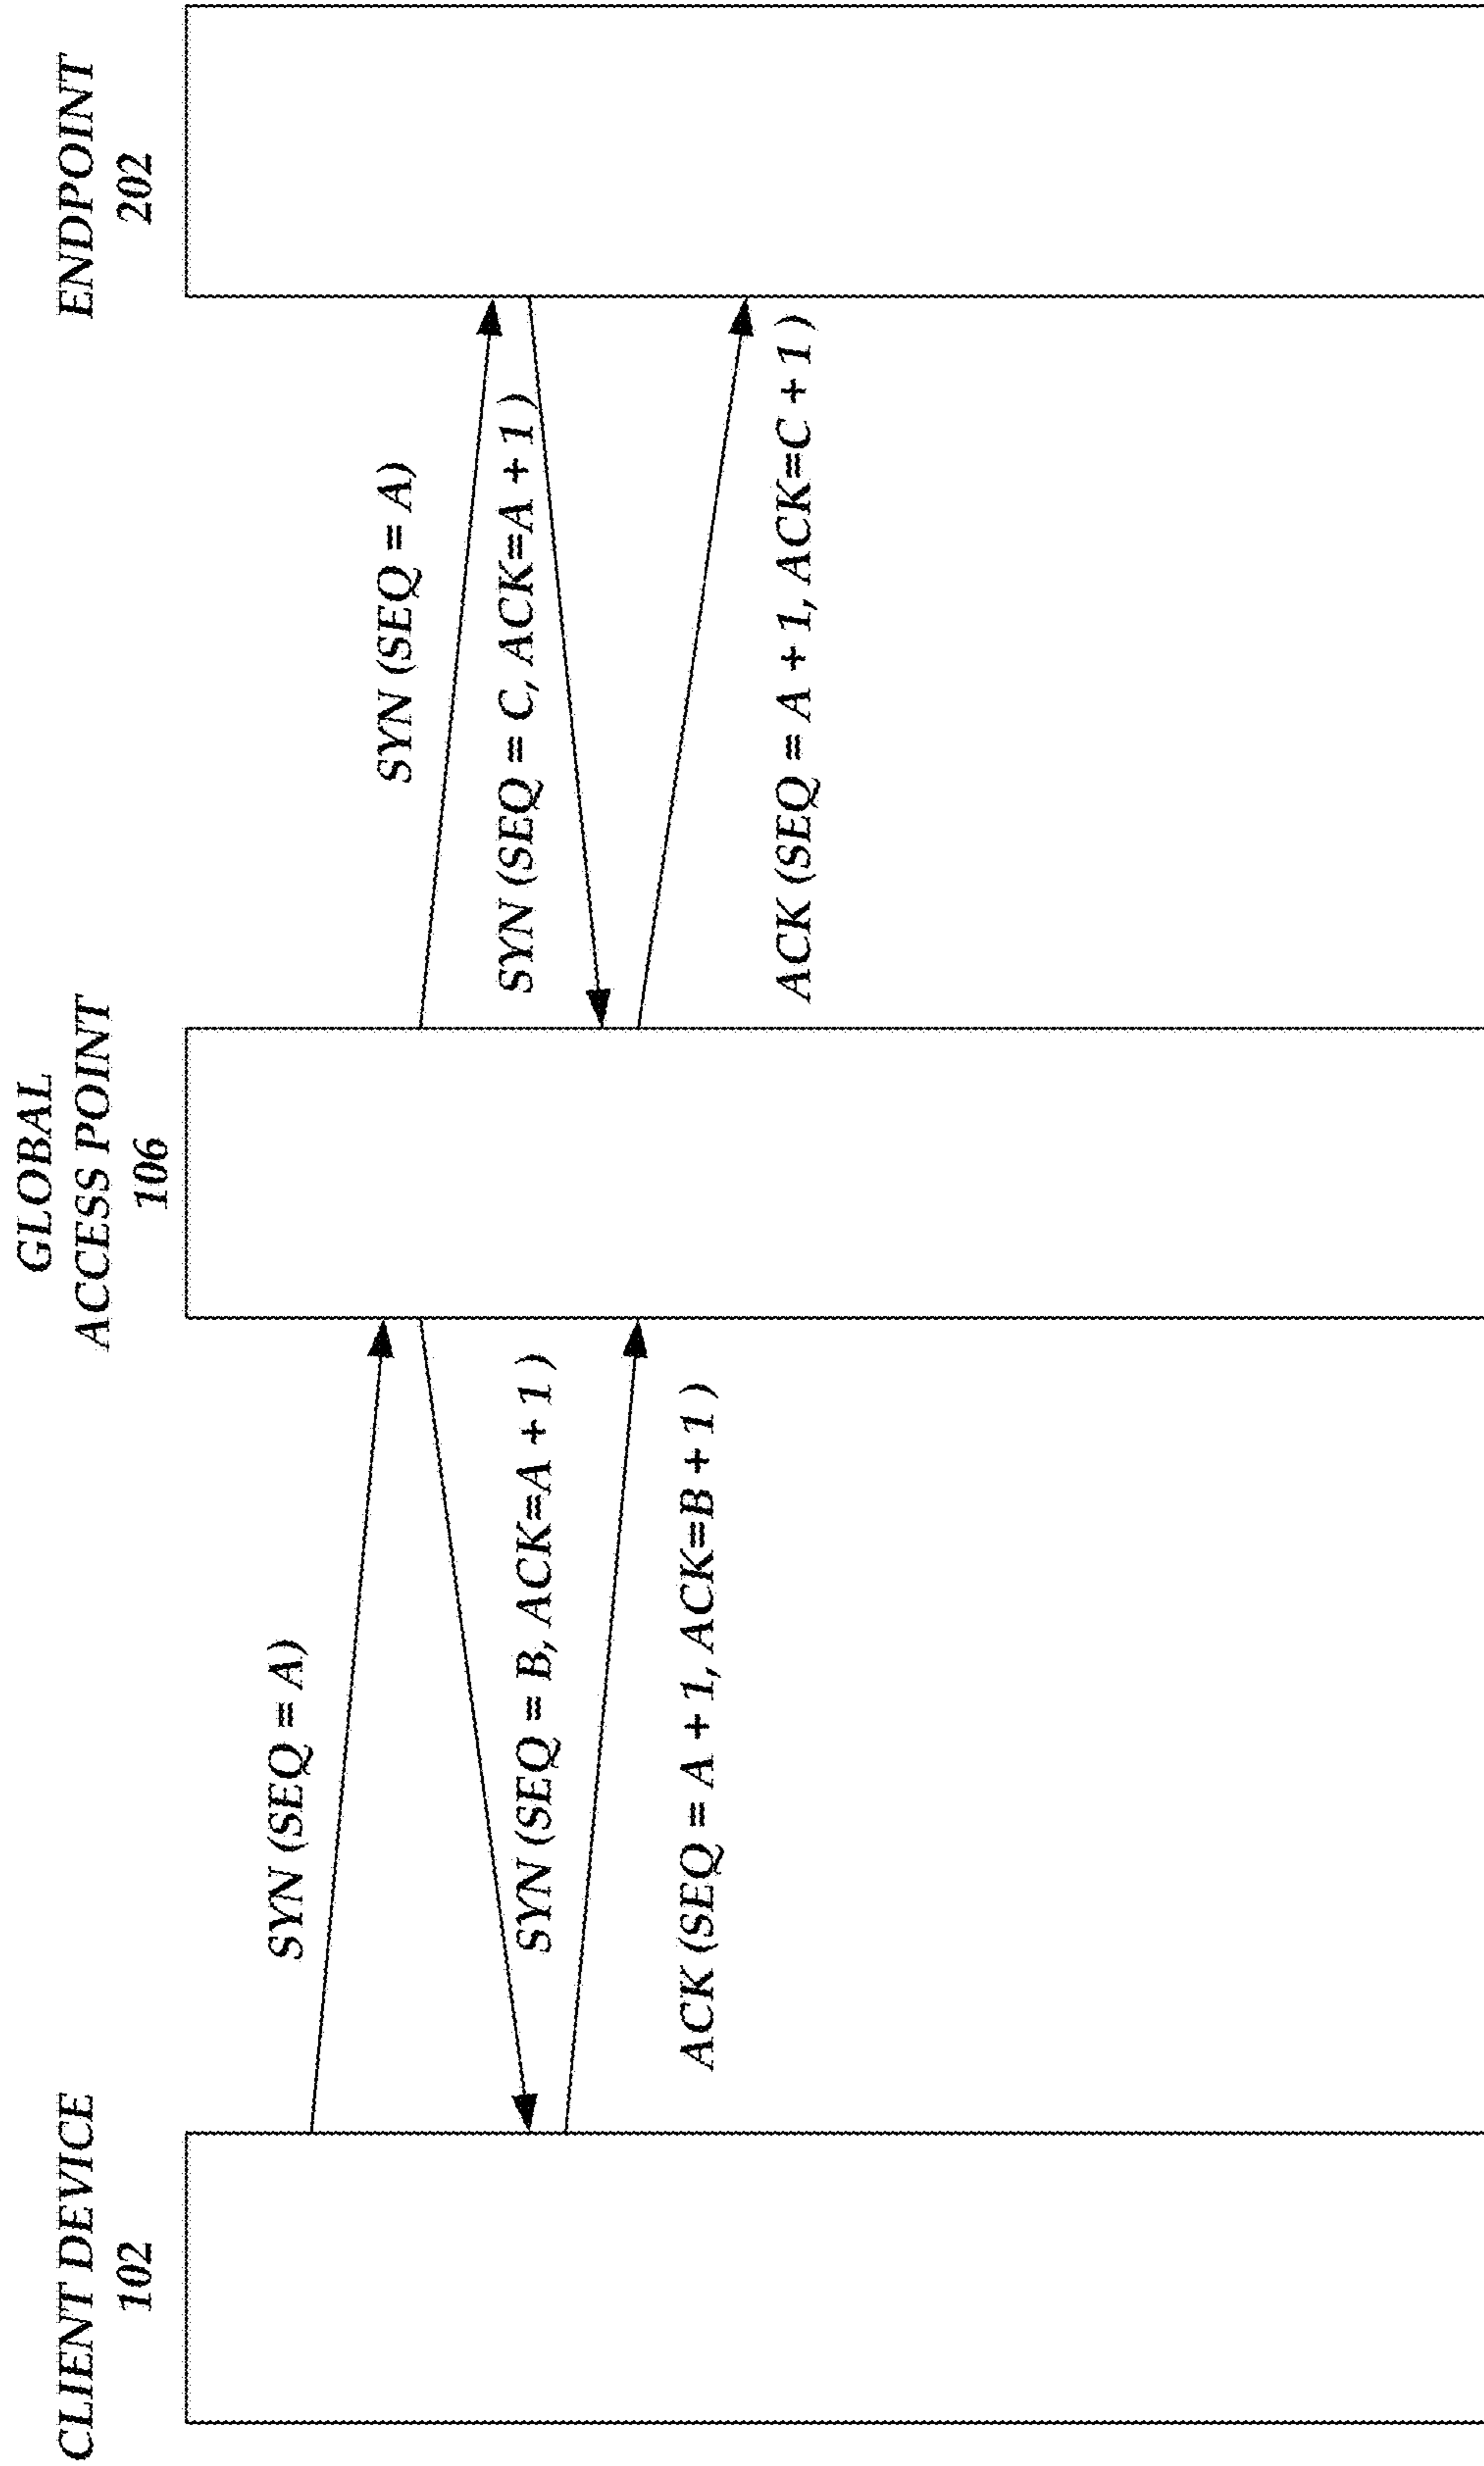 CLIENT DEVICE
102
GLOBAL
ACCESS POINT
106
ENDPOINT
202
SYN (SEQ = A)
SYN (SEQ = A)
SYN (SEQ = B, ACK=A + 1 )
SYN (SEQ = C, ACK=A + 1 )
ACK (SEQ = A + 1, ACK=B + 1 )
ACK (SEQ = A + 1, ACK=C + 1 )